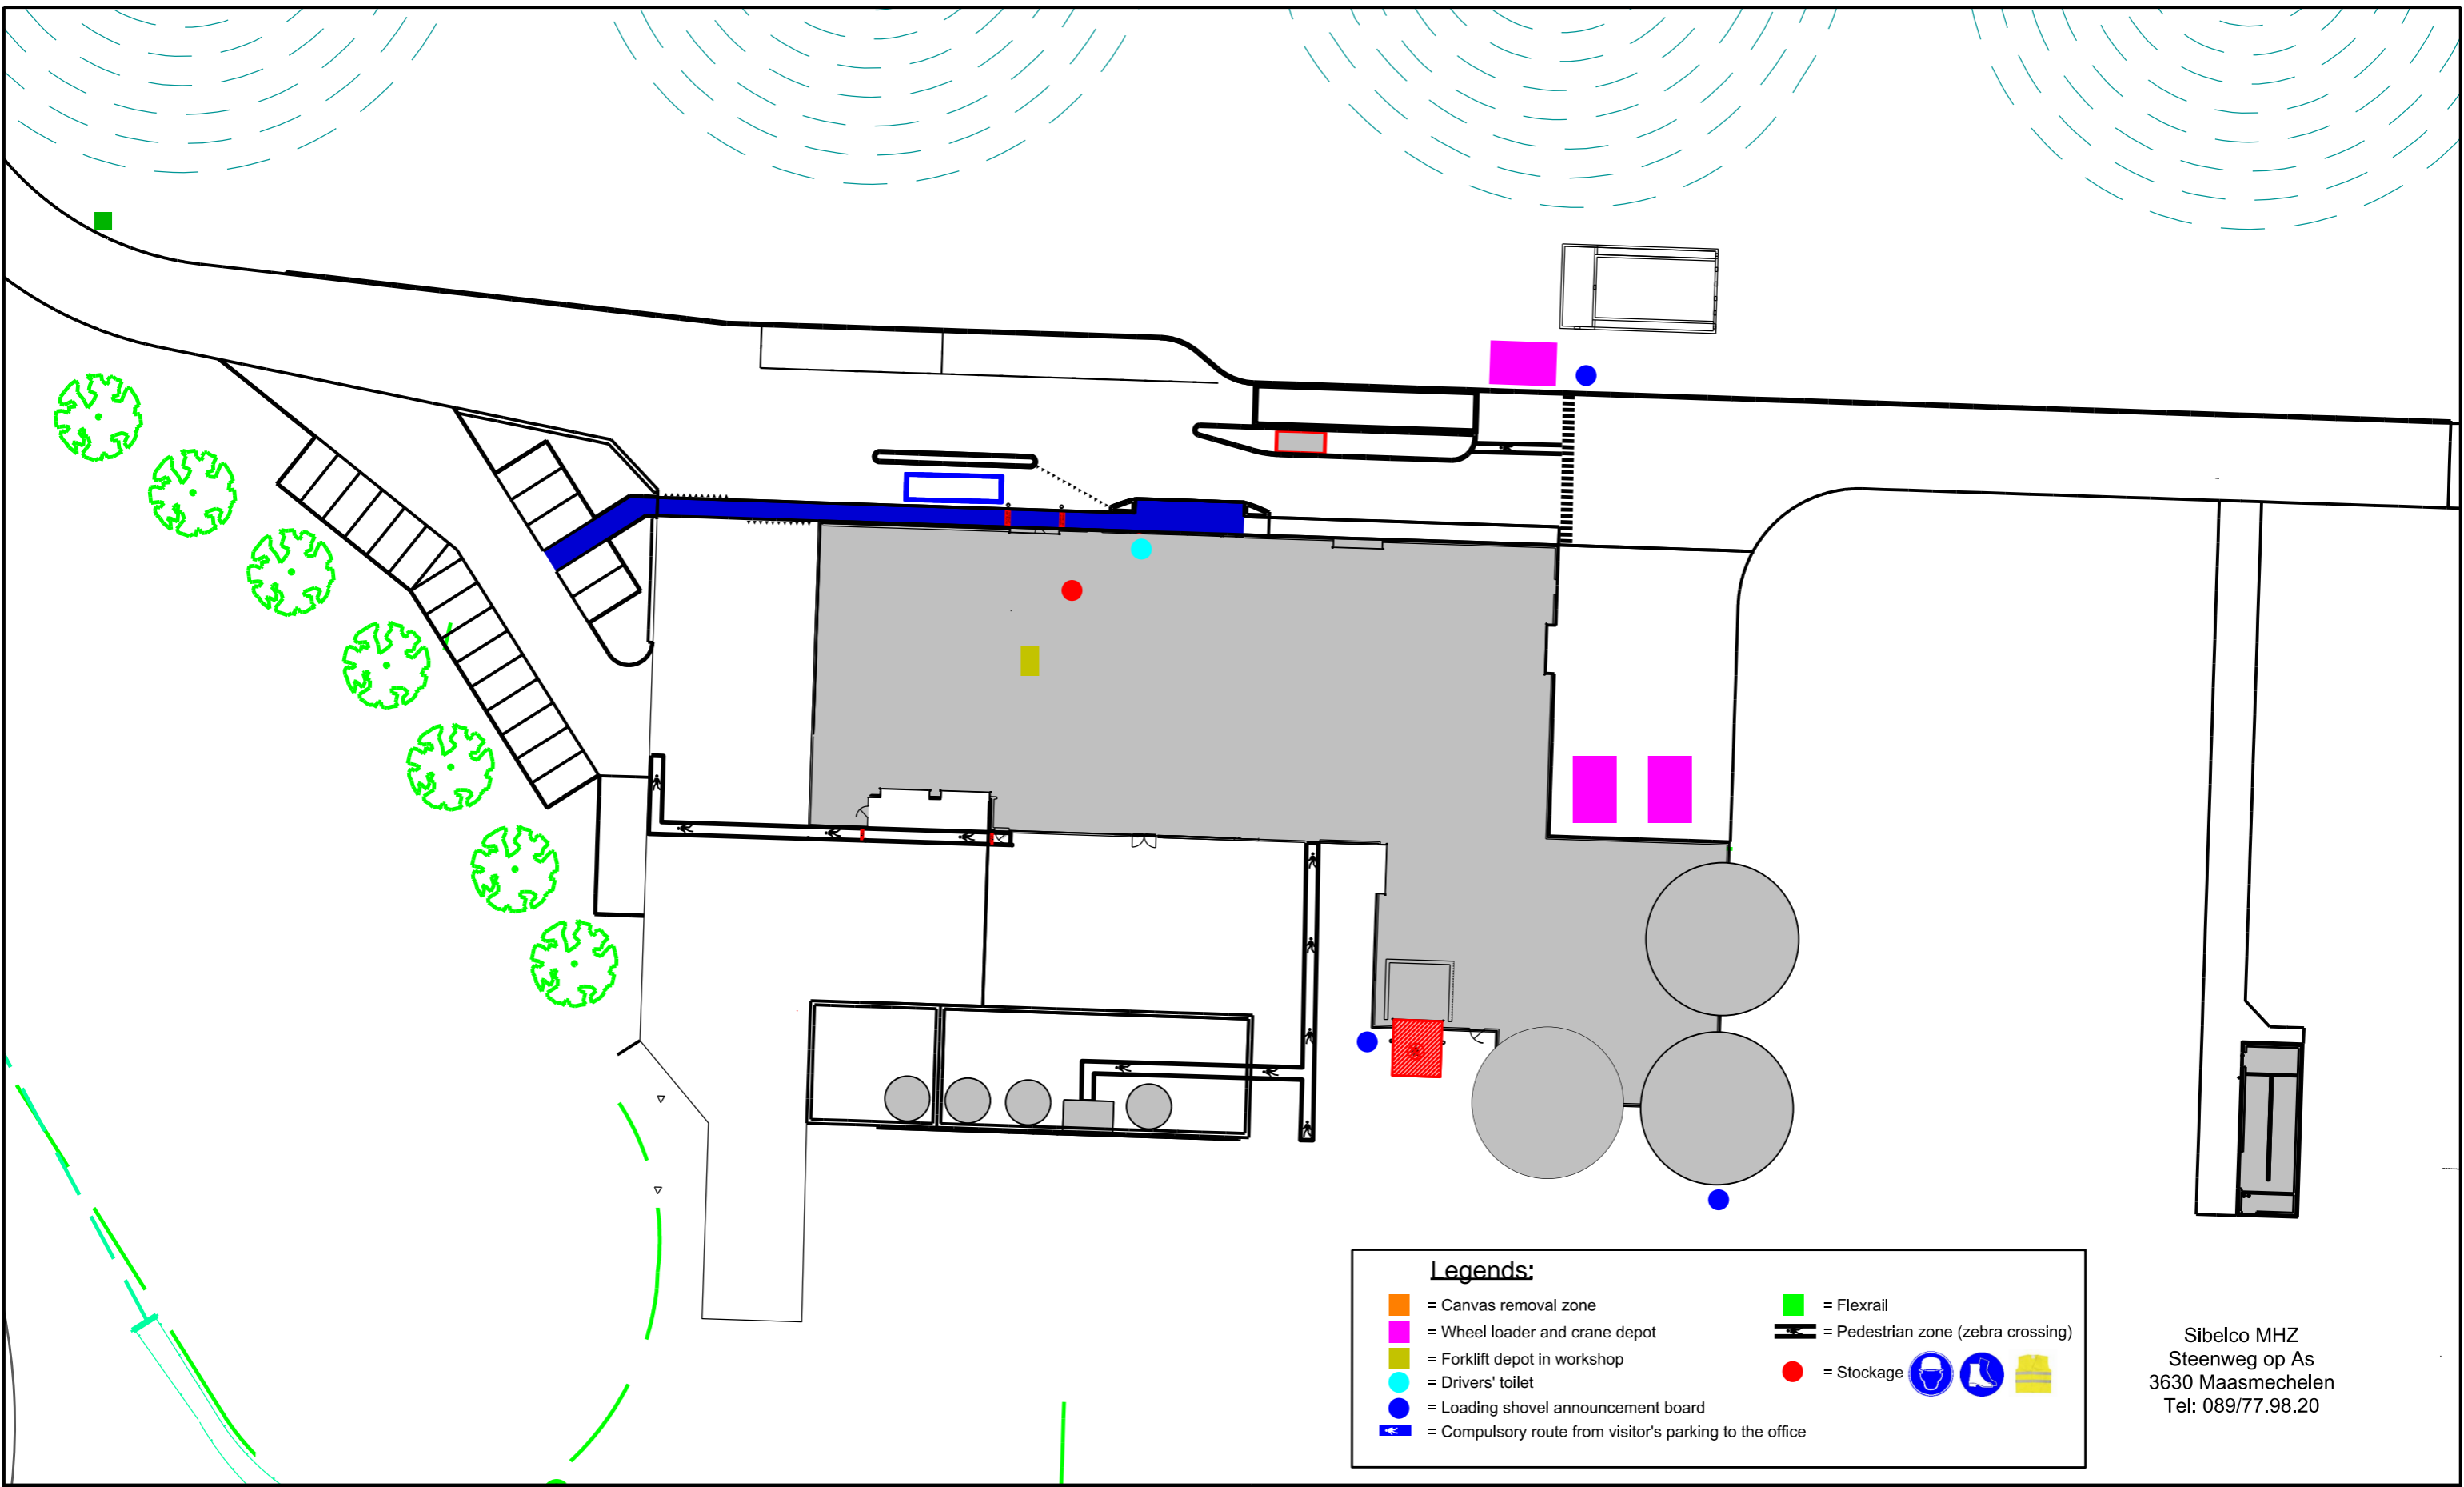 Legends:
= Canvas removal zone
= Wheel loader and crane depot
= Forklift depot in workshop
= Drivers' toilet
= Loading shovel announcement board
= Compulsory route from visitor's parking to the office
= Flexrail
= Pedestrian zone (zebra crossing)
= Stockage
Sibelco MHZ
Steenweg op As
3630 Maasmechelen
Tel: 089/77.98.20